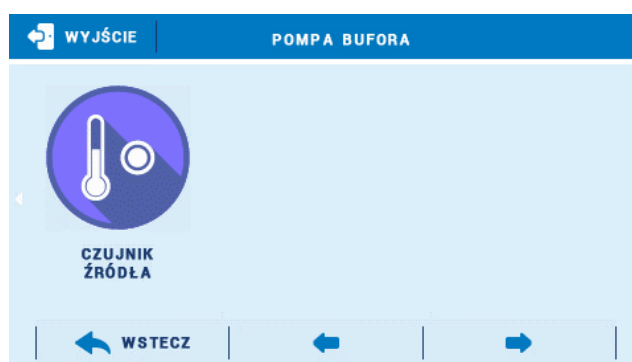 WYJŚCIE
POMPA BUFORA
CZUJNIK
ŹRÓDŁA
WSTECZ